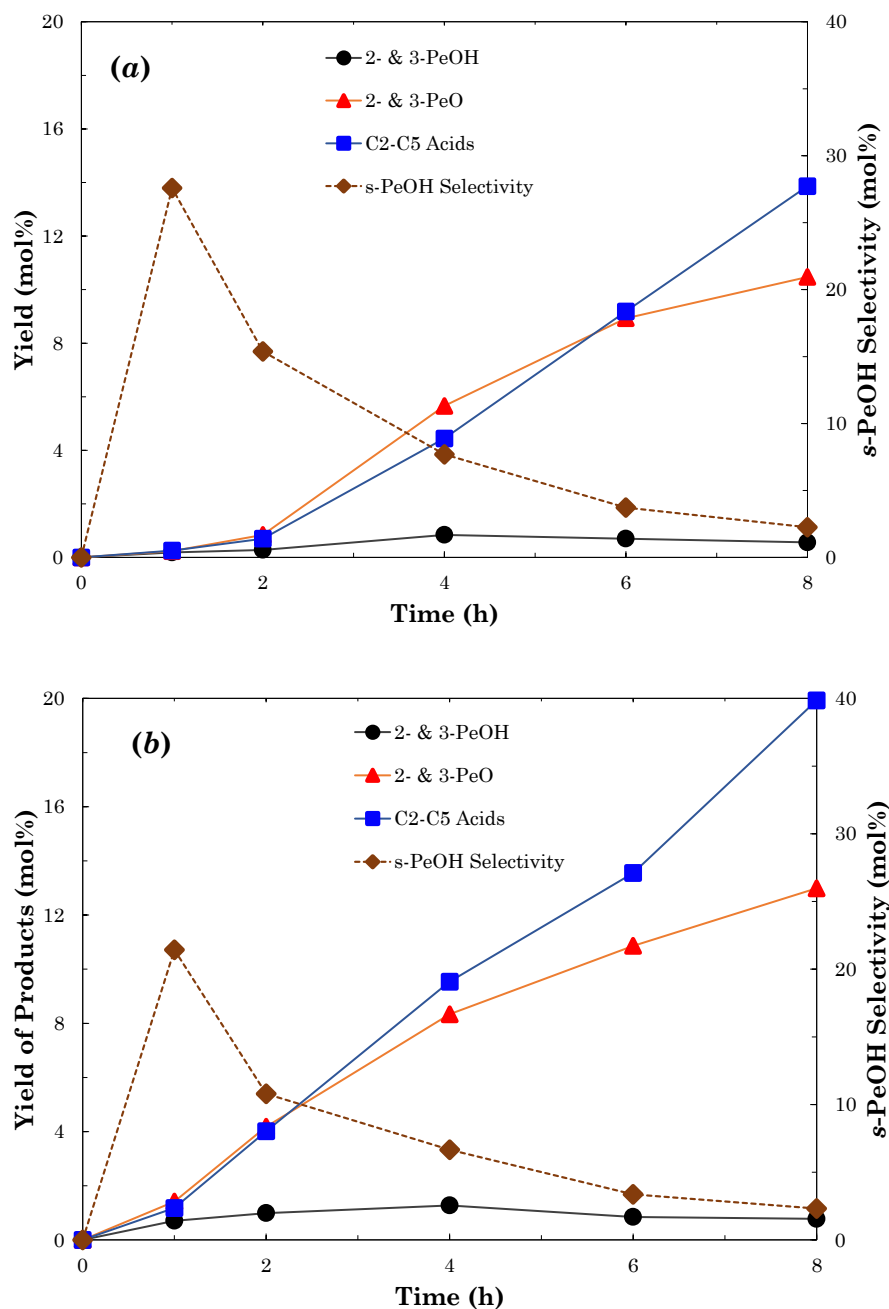 (a)
2- & 3-PeOH
2- & 3-PeO
C2-C5 Acids
s-PeOH Selectivity
Yield (mol%)
s-PeOH Selectivity (mol%)
20
16
12
8
4
0
40
30
20
10
0
0 2 4 6 8
Time (h)
(b)
2- & 3-PeOH
2- & 3-PeO
C2-C5 Acids
s-PeOH Selectivity
Yield of Products (mol%)
s-PeOH Selectivity (mol%)
20
16
12
8
4
0
40
30
20
10
0
0 2 4 6 8
Time (h)